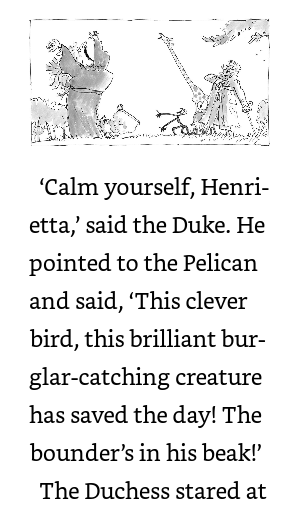 ‘Calm yourself, Henri-
etta,’ said the Duke. He
pointed to the Pelican
and said, ‘This clever
bird, this brilliant bur-
glar-catching creature
has saved the day! The
bounder’s in his beak!’
The Duchess stared at